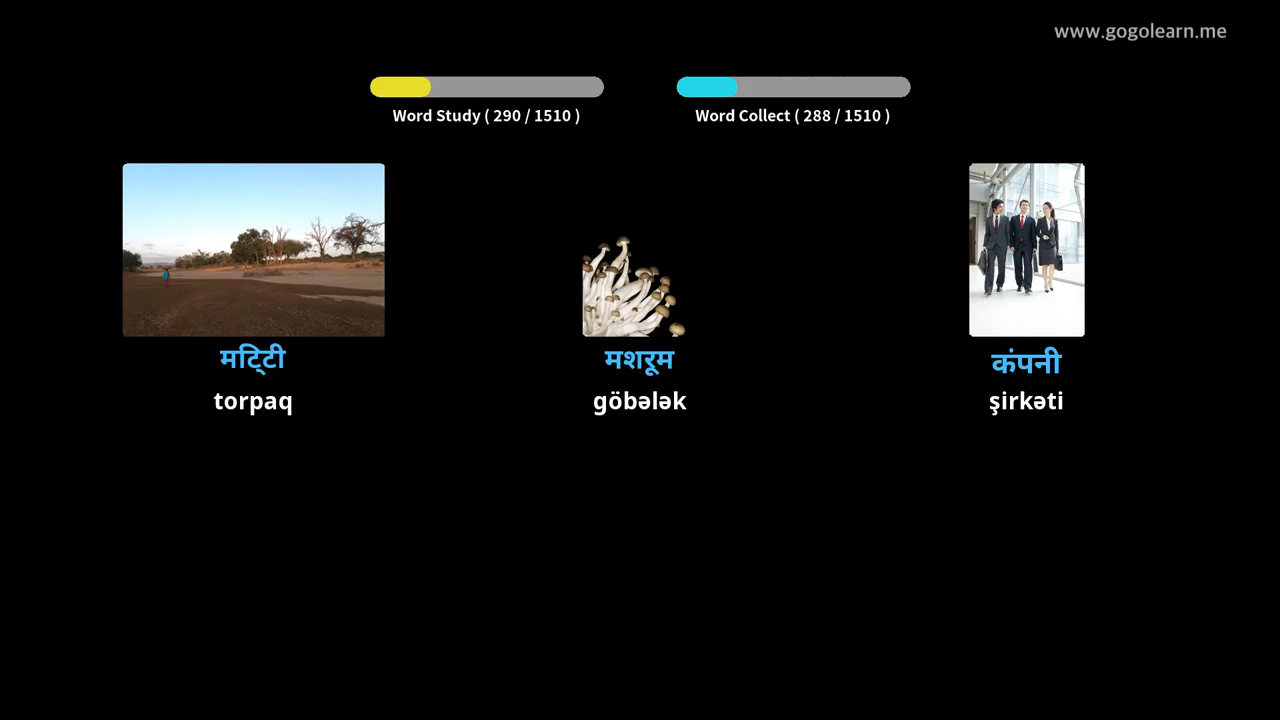 www.gogolearn.me
Word Study ( 290 / 1510 )
Word Collect ( 288 / 1510 )
मिट्टी
मशरूम
कंपनी
torpaq
göbələk
şirkəti